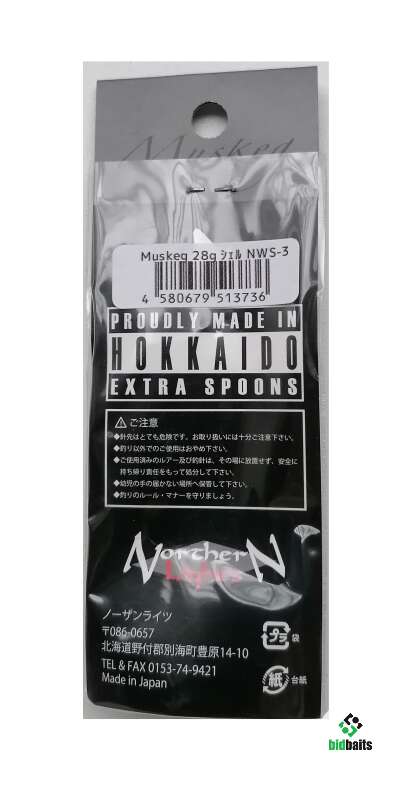 Muskeg
Muskeg 28g ｼｪﾙ NWS-3
4 580679 513736
PROUDLY MADE IN
HOKKAIDO
EXTRA SPOONS
ご注意
◆針先はとても危険です。お取り扱いには十分ご注意下さい。
◆釣り以外でのご使用はおやめ下さい。
◆ご使用済みのルアー及び釣針は、その場に放置せず、安全に
持ち帰り責任をもって処分して下さい。
◆幼児の手の届かない場所へ保管して下さい。
◆釣りのルール・マナーを守りましょう。
Northern
Lights
ノーザンライツ
〒086-0657
北海道野付郡別海町豊原14-10
TEL & FAX 0153-74-9421
Made in Japan
プラ 袋
紙 台紙
bidbaits